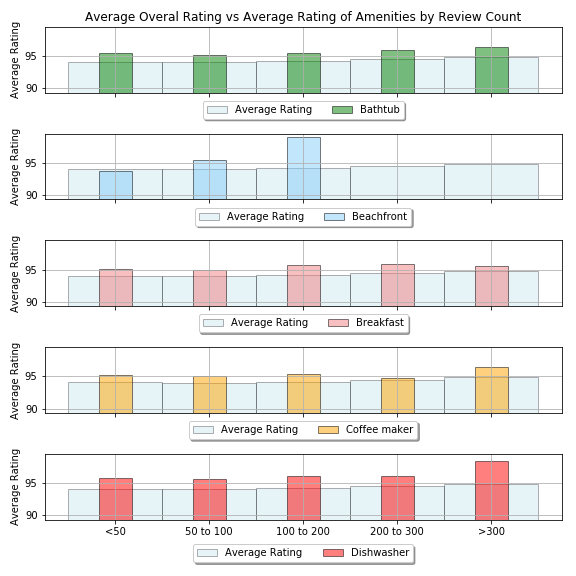 Average Overal Rating vs Average Rating of Amenities by Review Count
Average Rating
95
90
Average Rating Bathtub
Average Rating
95
90
Average Rating Beachfront
Average Rating
95
90
Average Rating Breakfast
Average Rating
95
90
Average Rating Coffee maker
Average Rating
95
90
<50 50 to 100 100 to 200 200 to 300 >300
Average Rating Dishwasher